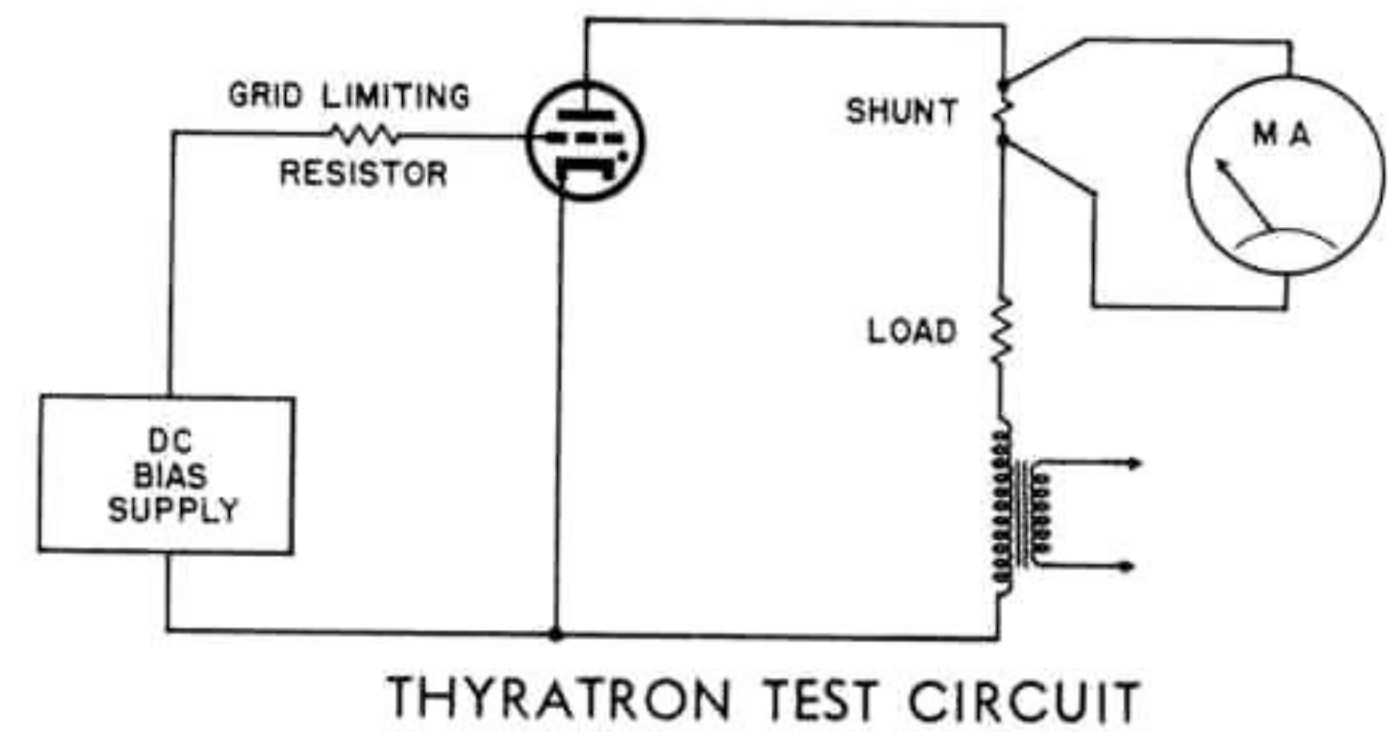 GRID LIMITING
RESISTOR
SHUNT
MA
LOAD
DC
BIAS
SUPPLY
THYRATRON TEST CIRCUIT